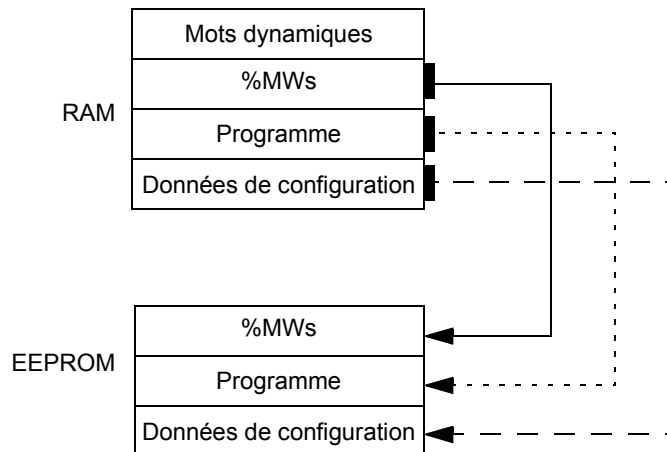 Mots dynamiques
%MWs
RAM
Programme
Données de configuration
%MWs
EEPROM
Programme
Données de configuration